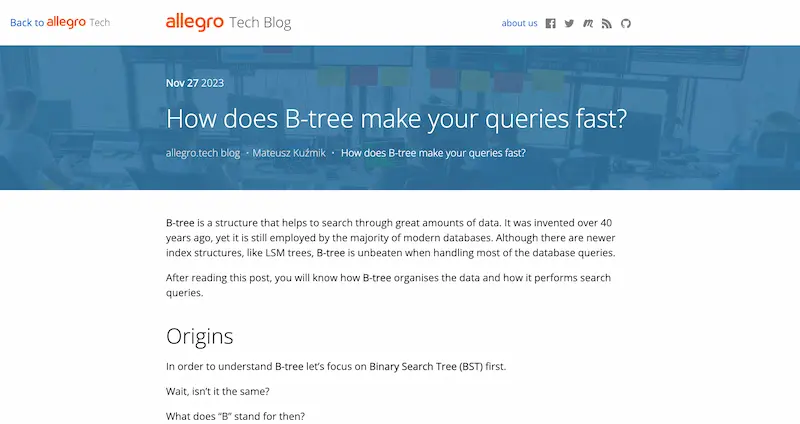 Back to allegro Tech
allegro Tech Blog
about us
Nov 27 2023
How does B-tree make your queries fast?
allegro.tech blog • Mateusz Kuźmik • How does B-tree make your queries fast?
B-tree is a structure that helps to search through great amounts of data. It was invented over 40
years ago, yet it is still employed by the majority of modern databases. Although there are newer
index structures, like LSM trees, B-tree is unbeaten when handling most of the database queries.
After reading this post, you will know how B-tree organises the data and how it performs search
queries.
Origins
In order to understand B-tree let's focus on Binary Search Tree (BST) first.
Wait, isn't it the same?
What does “B” stand for then?